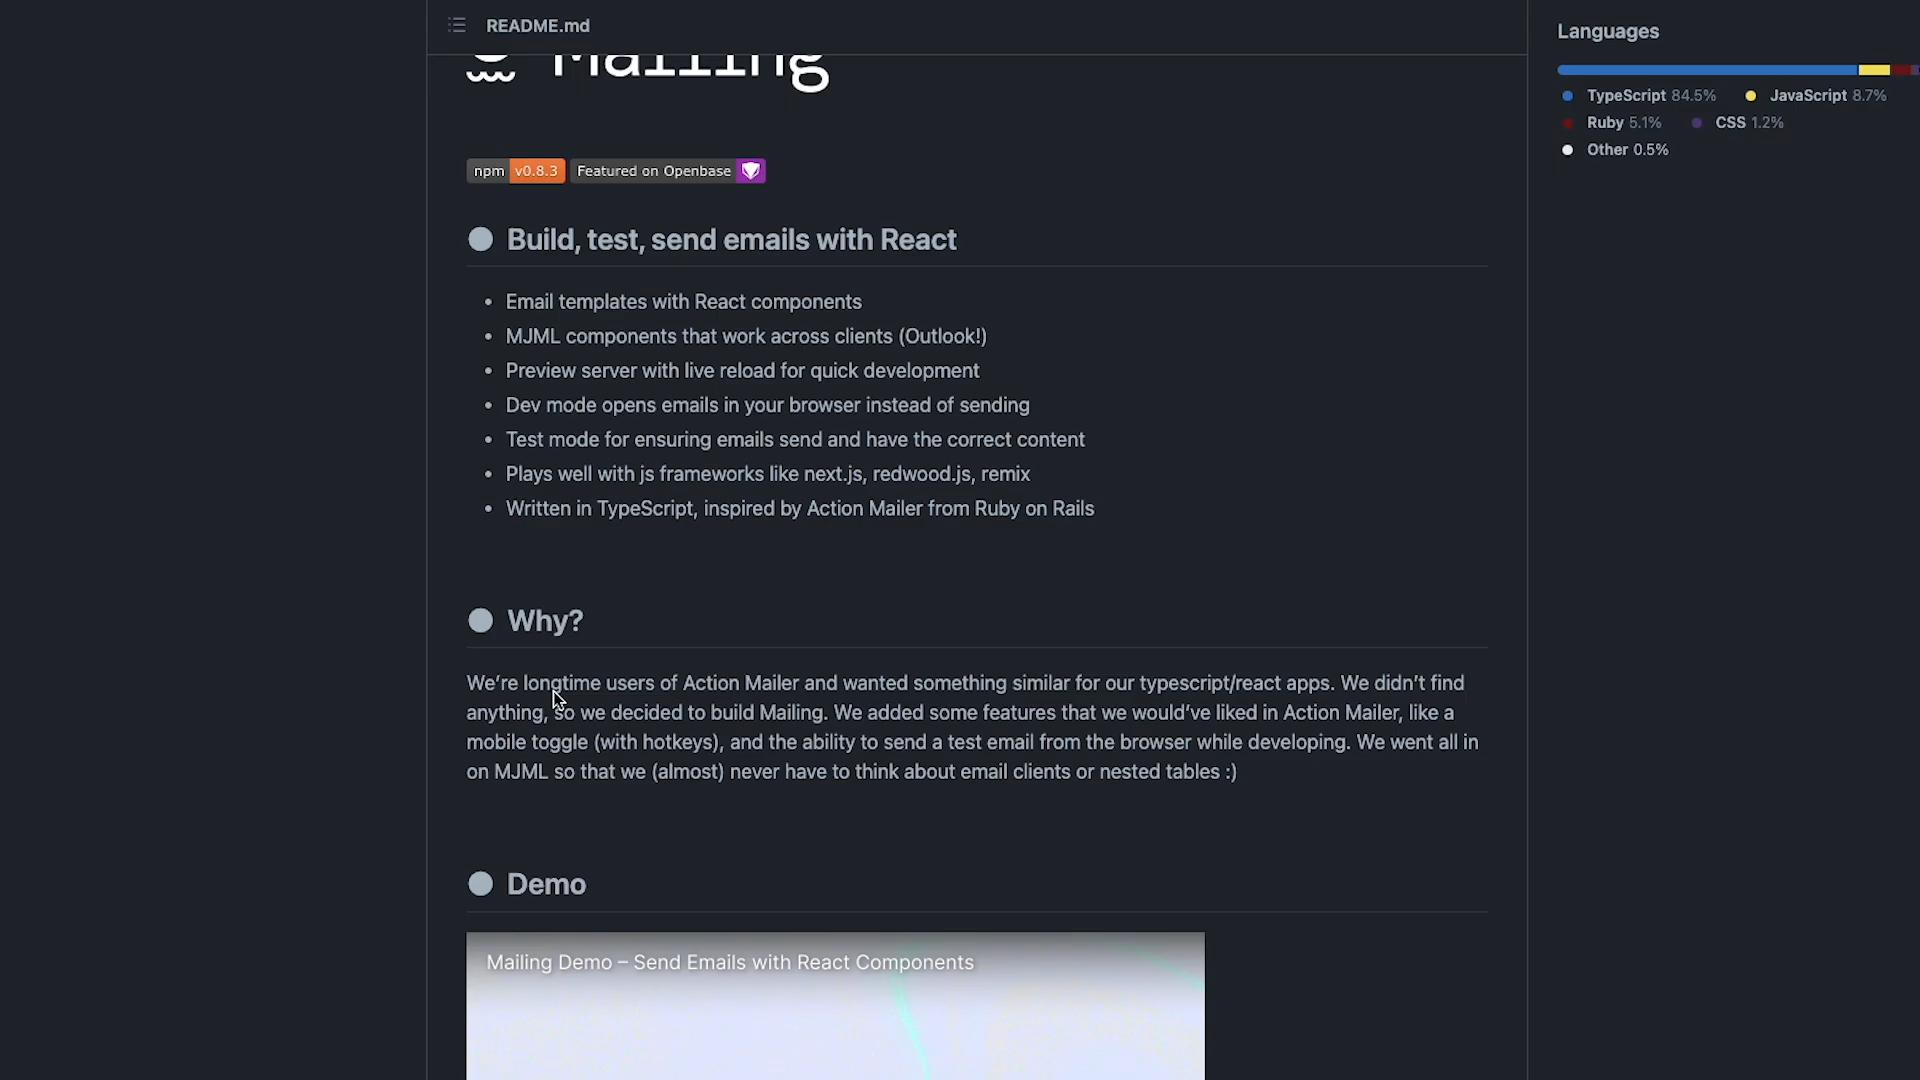 README.md
Mailing
npm v0.8.3 Featured on Openbase
Build, test, send emails with React
• Email templates with React components
• MJML components that work across clients (Outlook!)
• Preview server with live reload for quick development
• Dev mode opens emails in your browser instead of sending
• Test mode for ensuring emails send and have the correct content
• Plays well with js frameworks like next.js, redwood.js, remix
• Written in TypeScript, inspired by Action Mailer from Ruby on Rails
Why?
We’re longtime users of Action Mailer and wanted something similar for our typescript/react apps. We didn’t find
anything, so we decided to build Mailing. We added some features that we would’ve liked in Action Mailer, like a
mobile toggle (with hotkeys), and the ability to send a test email from the browser while developing. We went all in
on MJML so that we (almost) never have to think about email clients or nested tables :)
Demo
Mailing Demo – Send Emails with React Components
Languages
TypeScript 84.5% JavaScript 8.7%
Ruby 5.1% CSS 1.2%
Other 0.5%